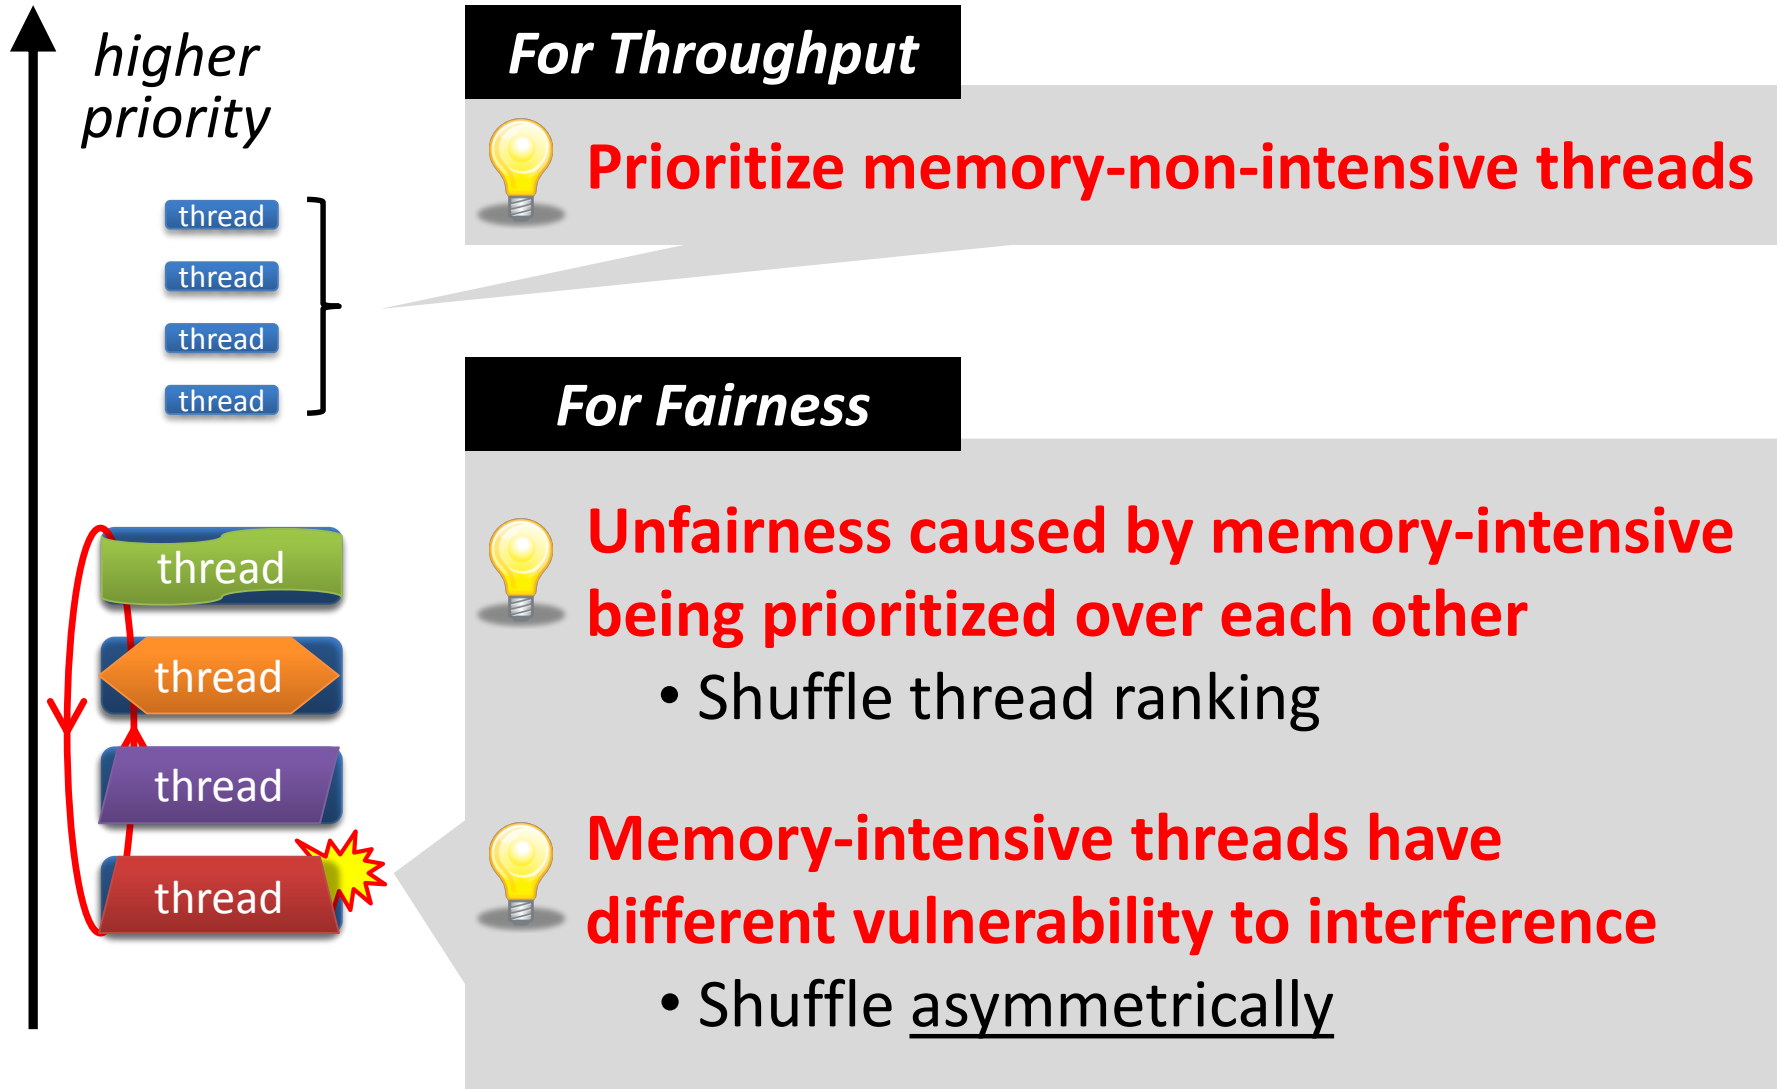 higher
priority
thread
thread
thread
thread
thread
thread
thread
thread
For Throughput
Prioritize memory-non-intensive threads
For Fairness
Unfairness caused by memory-intensive
being prioritized over each other
• Shuffle thread ranking
Memory-intensive threads have
different vulnerability to interference
• Shuffle asymmetrically